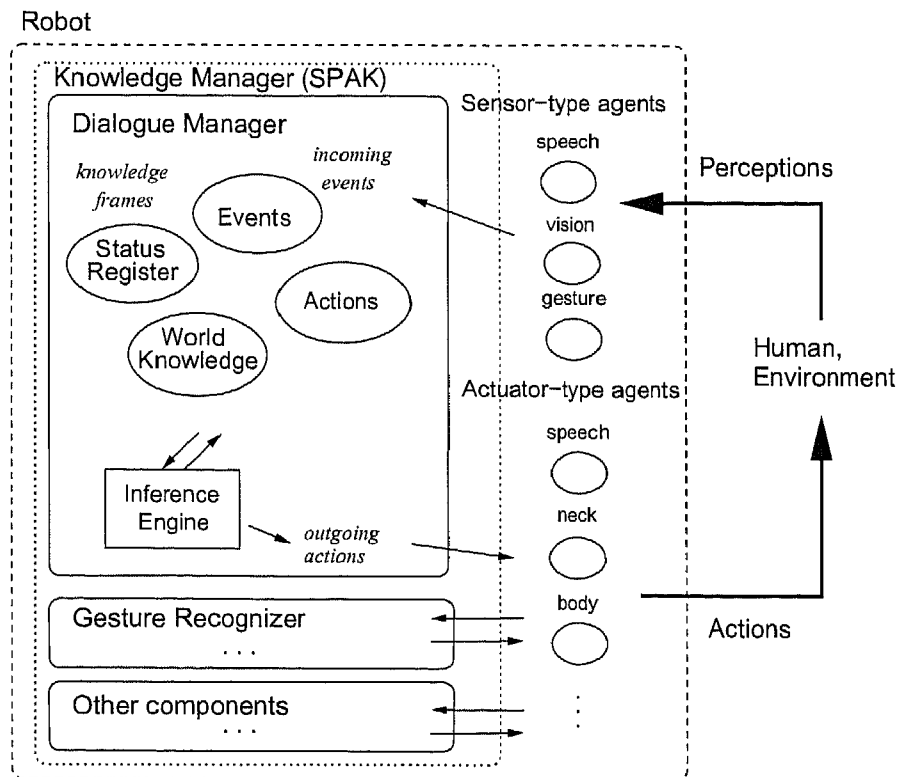 Robot
Knowledge Manager (SPAK)
Dialogue Manager
knowledge
frames
incoming
events
Events
Status
Register
Actions
World
Knowledge
Inference
Engine
outgoing
actions
Gesture Recognizer
. . .
Other components
. . .
Sensor-type agents
speech
vision
gesture
Actuator-type agents
speech
neck
body
.
.
.
Perceptions
Human,
Environment
Actions